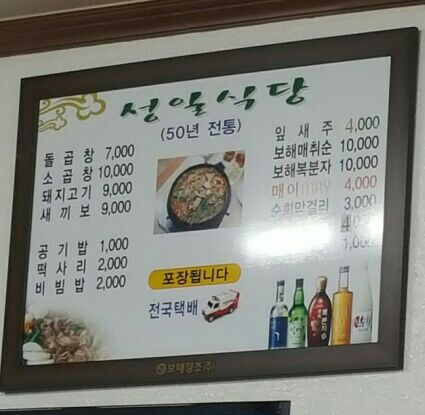 성일식당
(50년 전통)
돌곱창 7,000
소곱창 10,000
돼지고기 9,000
새끼보 9,000
공기밥 1,000
떡사리 2,000
비빔밥 2,000
포장됩니다
전국택배
잎새주 4,000
보해매취순 10,000
보해복분자 10,000
매이 4,000
순희막걸리 3,000
보해양조(주)